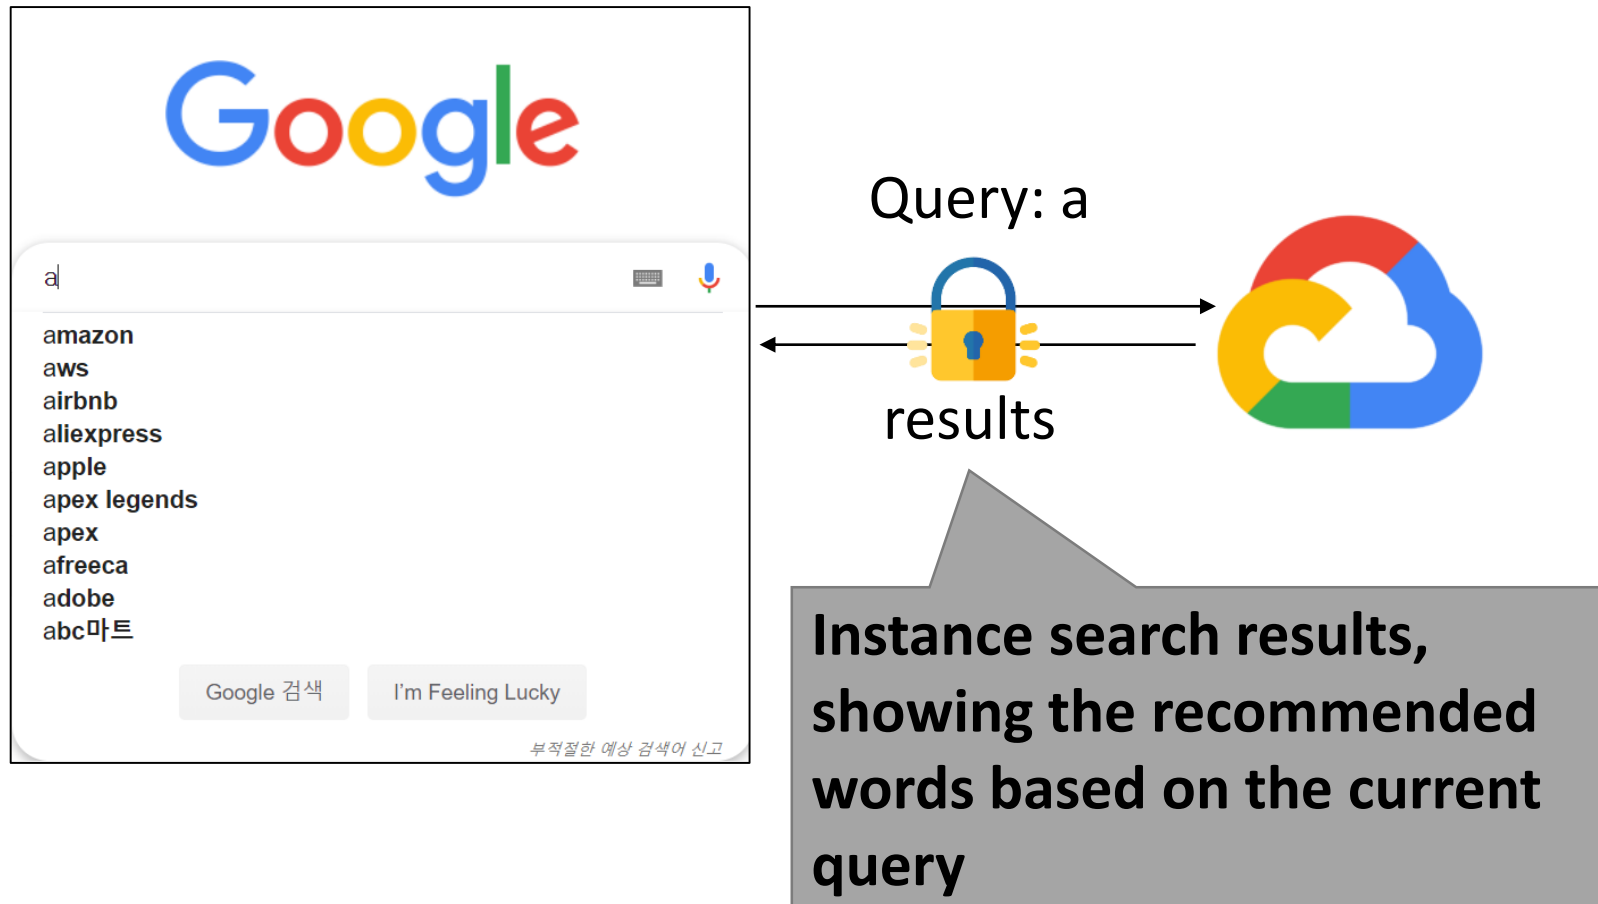 Google
a
amazon
aws
airbnb
aliexpress
apple
apex legends
apex
afreeca
adobe
abc마트
Google 검색
I'm Feeling Lucky
부적절한 예상 검색어 신고
Query: a
results
Instance search results,
showing the recommended
words based on the current
query